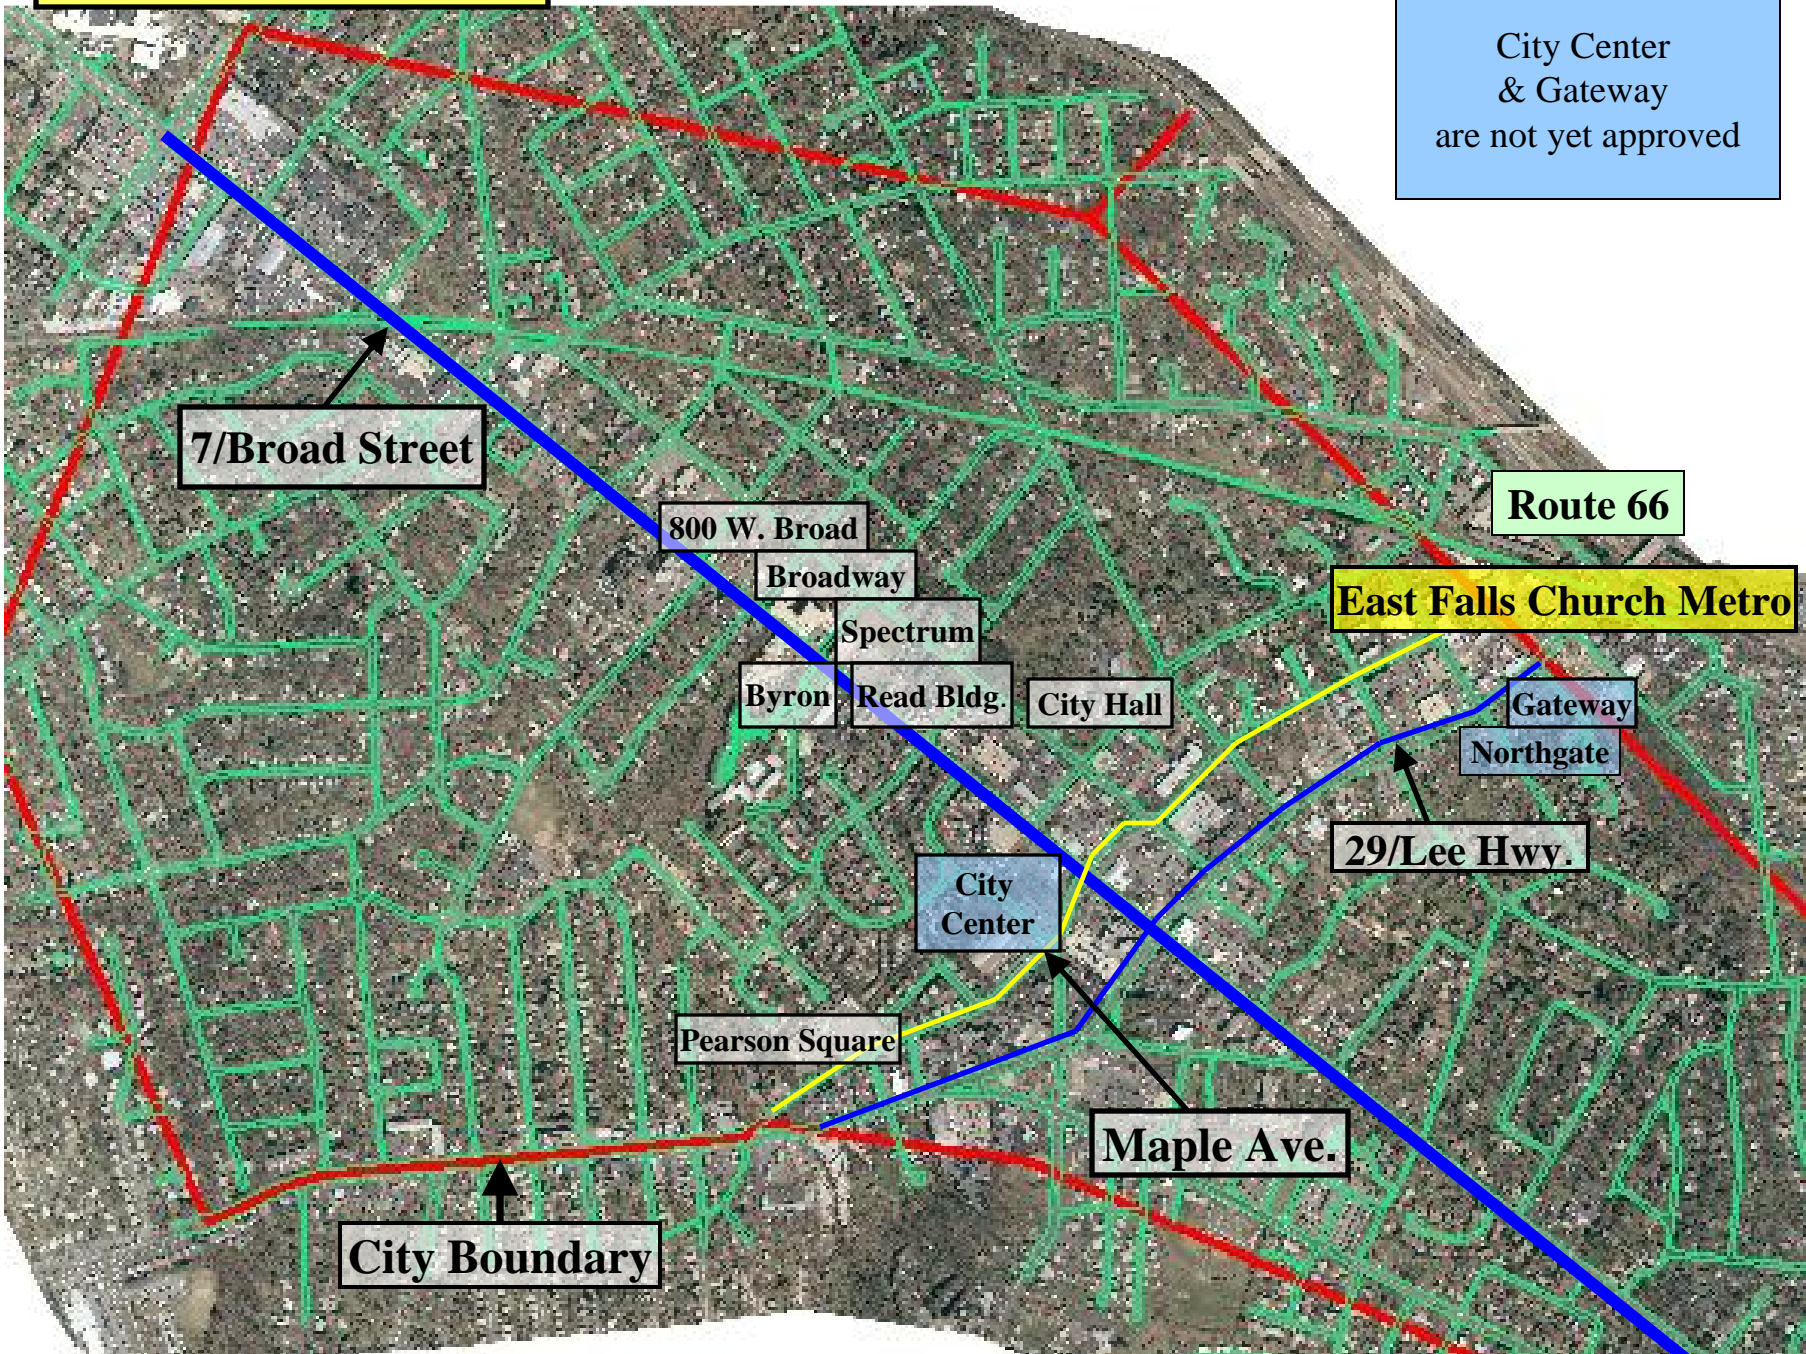 City Center
& Gateway
are not yet approved
7/Broad Street
Route 66
800 W. Broad
Broadway
East Falls Church Metro
Spectrum
Byron
Read Bldg.
City Hall
Gateway
Northgate
29/Lee Hwy.
City
Center
Pearson Square
Maple Ave.
City Boundary